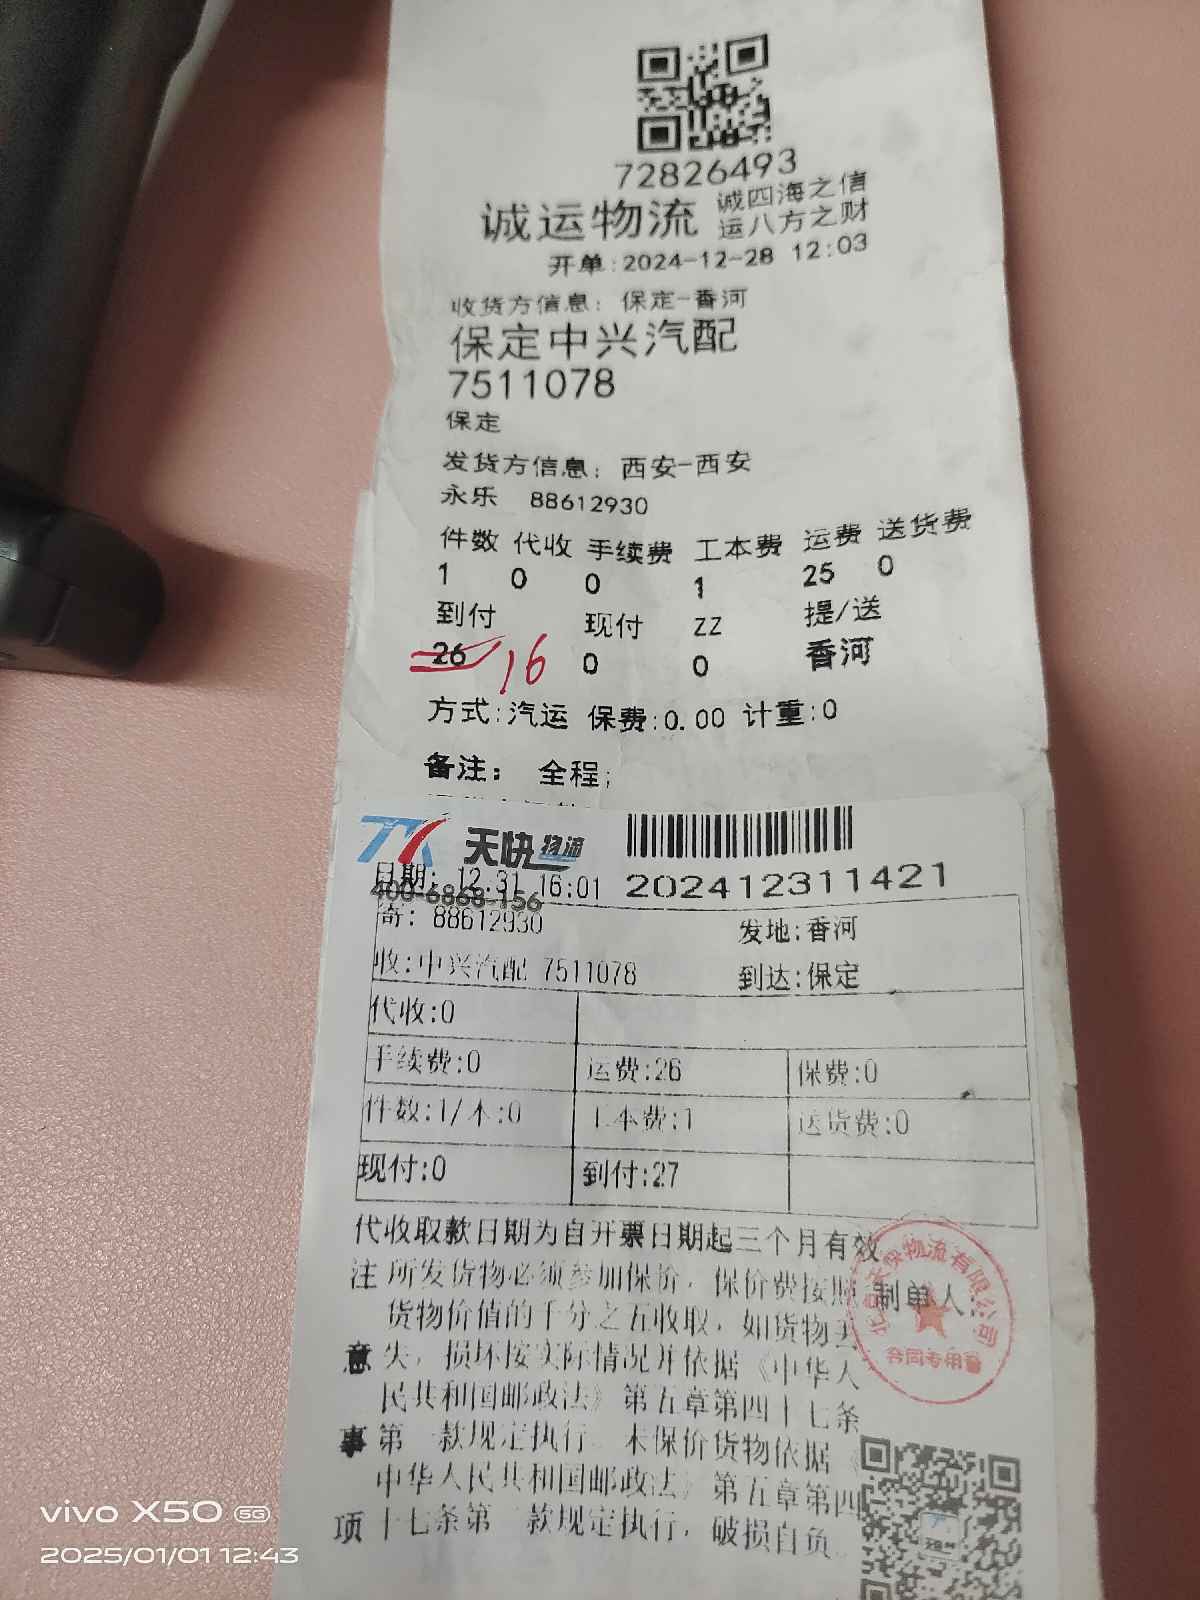 72826493
诚运物流 诚四海之信
运八方之财
开单:2024-12-28 12:03
收货方信息: 保定-香河
保定中兴汽配
7511078
保定
发货方信息: 西安-西安
永乐 88612930
件数 代收 手续费 工本费 运费 送货费
1 0 0 1 25 0
到付 现付 ZZ 提/送
26 16 0 0 香河
方式:汽运 保费:0.00 计重:0
备注: 全程;
TK 天快物流
日期: 12.31 16:01 202412311421
400-6868-156
寄: 88612930 发地:香河
收:中兴汽配 7511078 到达:保定
代收:0
手续费:0 运费:26 保费:0
件数:1/木:0 工本费:1 送货费:0
现付:0 到付:27
代收取款日期为自开票日期起三个月有效
注 所发货物必须参加保价, 保价费按照 制单人:
货物价值的千分之五收取, 如货物丢
意 失, 损坏按实际情况并依据《中华人
民共和国邮政法》第五章第四十七条
事 第 款规定执行. 未保价货物依据《
中华人民共和国邮政法》第五章第四
项 十七条第 款规定执行, 破损自负.
物流有限公司
合同专用章
vivo X50 5G
2025/01/01 12:43